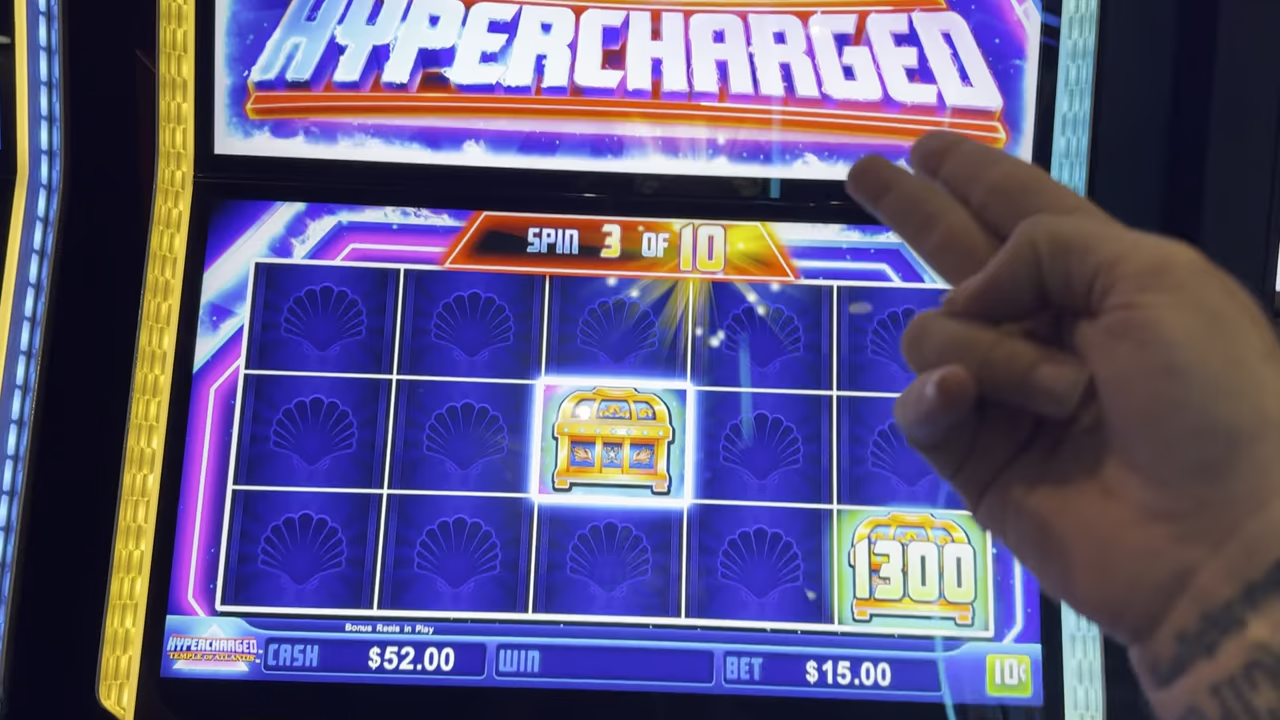 HYPERCHARGED
SPIN 3 OF 10
1300
Bonus Reels in Play
HYPERCHARGED
TEMPLE OF ATLANTIS
CASH $52.00 WIN BET $15.00 10¢